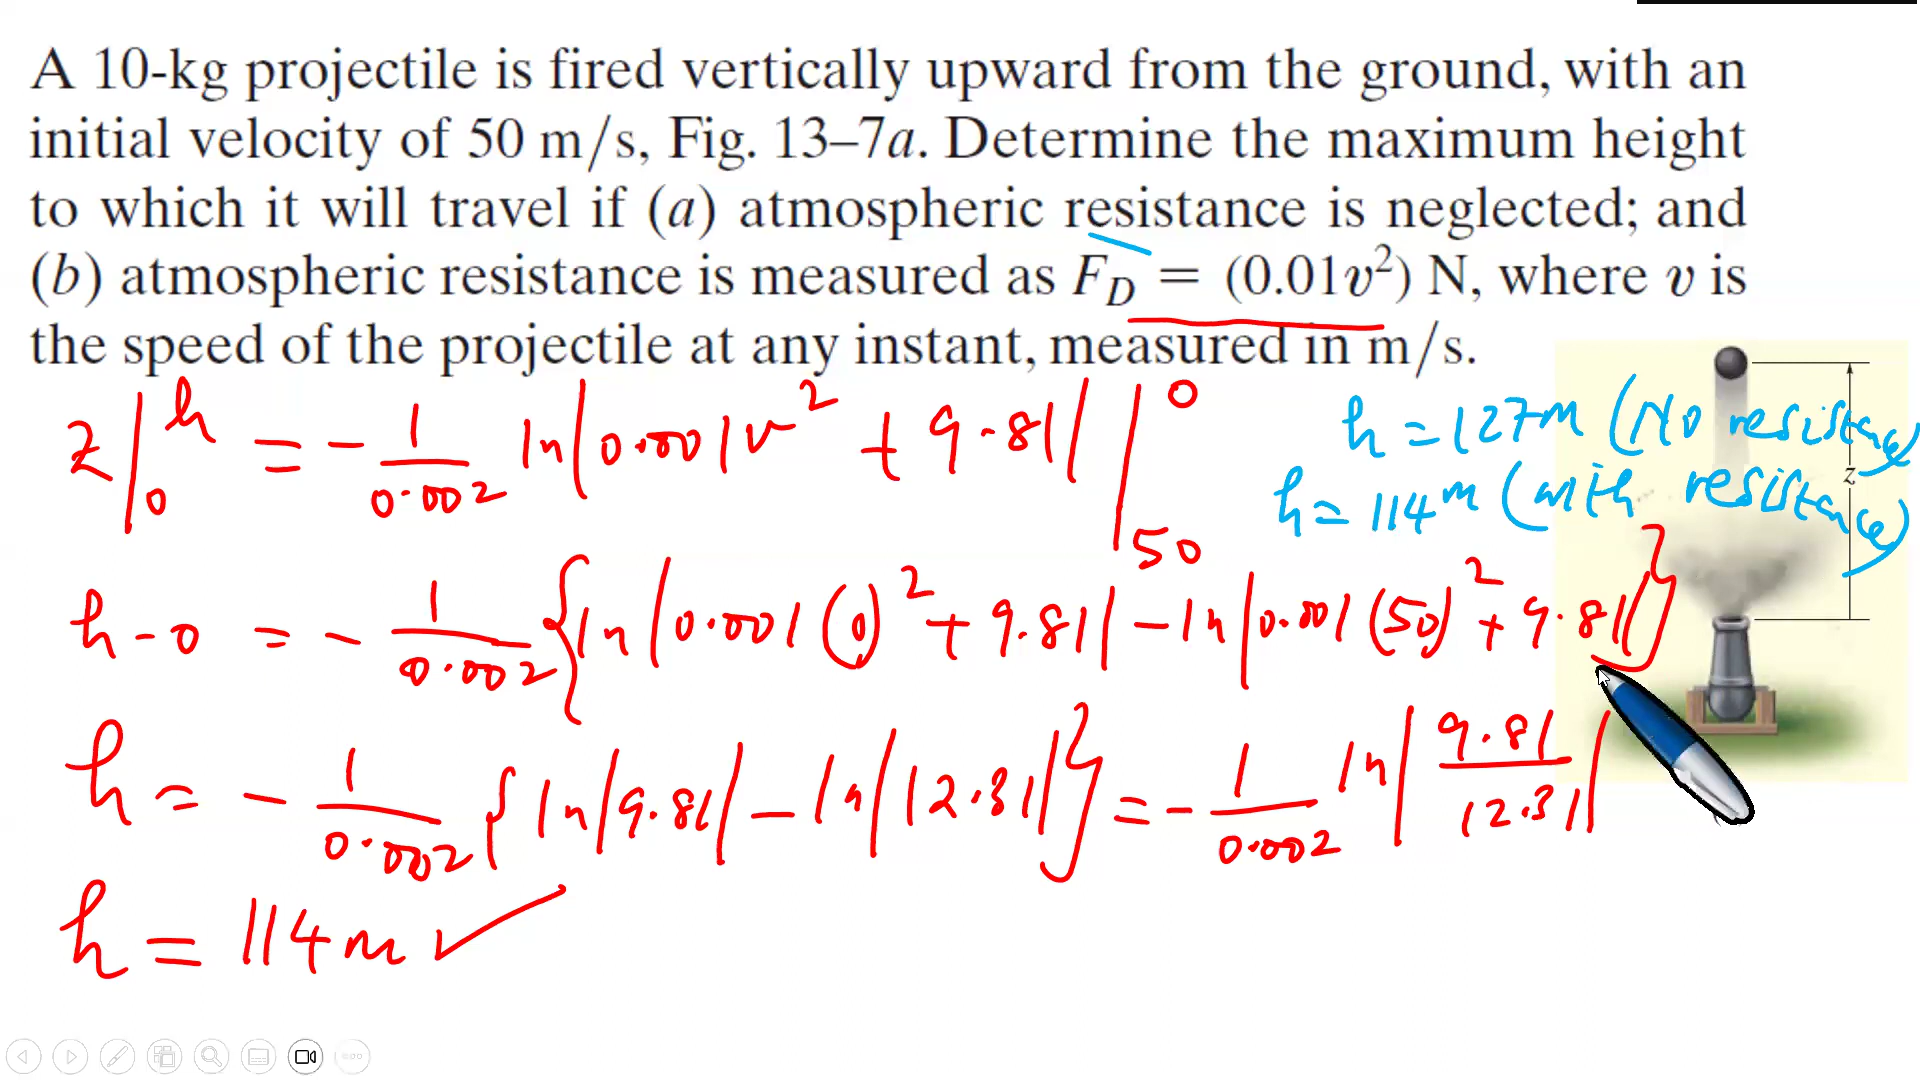 A 10-kg projectile is fired vertically upward from the ground, with an
initial velocity of 50 m/s, Fig. 13–7a. Determine the maximum height
to which it will travel if (a) atmospheric resistance is neglected; and
(b) atmospheric resistance is measured as F_D = (0.01v²) N, where v is
the speed of the projectile at any instant, measured in m/s.
h = 127m (No resistance)
h = 114m (with resistance)
z
z |₀ʰ = - 1/0.002 ln|0.001v² + 9.81| |₅₀⁰
h - 0 = - 1/0.002 {ln|0.001(0)² + 9.81| - ln|0.001(50)² + 9.81|}
h = - 1/0.002 {ln|9.81| - ln|12.31|} = - 1/0.002 ln|9.81/12.31|
h = 114m ✓